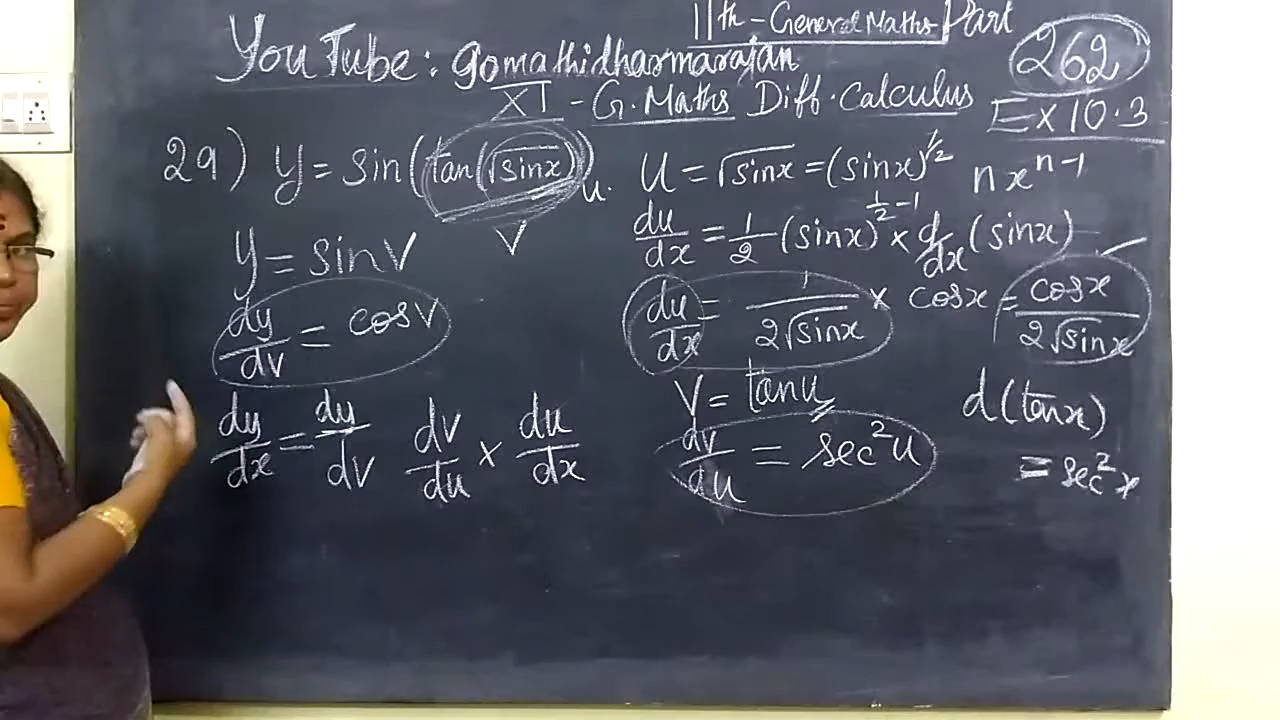 11th - General Maths Part
YouTube : gomathidharmarajan
262
XI - G. Maths Diff. Calculus
Ex 10.3
29) y = sin(tan(√sinx)) u.
v
y = sinv
dy/dv = cosv
dy/dx = dy/dv dv/du × du/dx
u = √sinx = (sinx)^1/2 nx^n-1
du/dx = 1/2 (sinx)^1/2-1 × d/dx (sinx)
du/dx = 1/2√sinx × cosx = cosx/2√sinx
v = tanu
dv/du = sec²u
d(tanx)
= sec²x